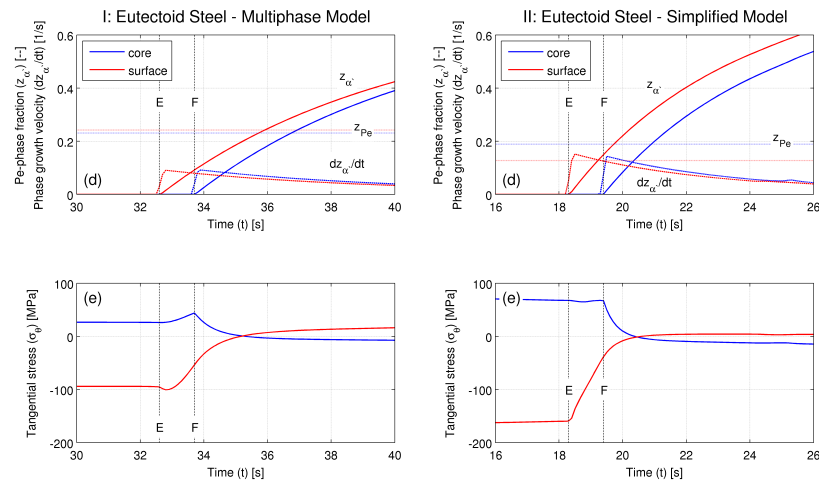 I: Eutectoid Steel - Multiphase Model
Pe-phase fraction (zα') [--]
Phase growth velocity (dzα'/dt) [1/s]
0.6
0.4
0.2
0
core
surface
E
F
zα'
zPe
dzα'/dt
(d)
30
32
34
36
38
40
Time (t) [s]
II: Eutectoid Steel - Simplified Model
Pe-phase fraction (zα') [--]
Phase growth velocity (dzα'/dt) [1/s]
0.6
0.4
0.2
0
core
surface
E
F
zα'
zPe
dzα'/dt
(d)
16
18
20
22
24
26
Time (t) [s]
Tangential stress (σθ) [MPa]
100
0
-100
-200
(e)
E
F
30
32
34
36
38
40
Time (t) [s]
Tangential stress (σθ) [MPa]
100
0
-100
-200
(e)
E
F
16
18
20
22
24
26
Time (t) [s]